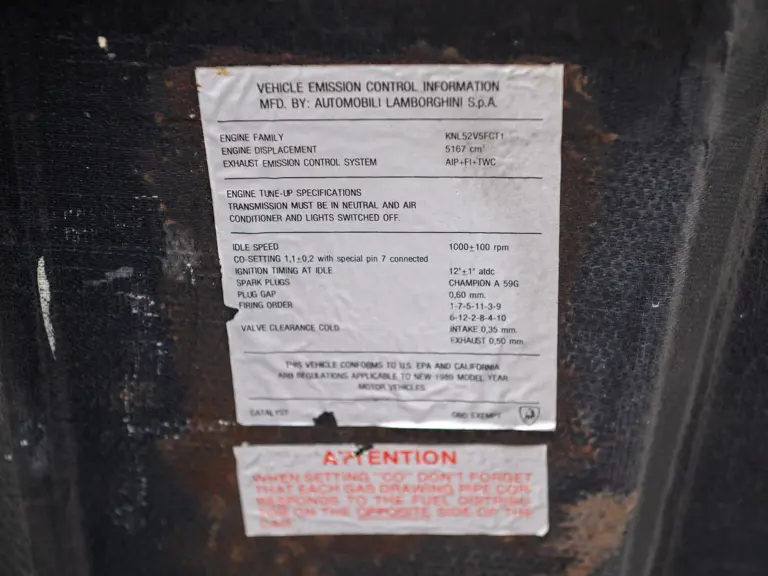 VEHICLE EMISSION CONTROL INFORMATION
MFD. BY: AUTOMOBILI LAMBORGHINI S.p.A.
ENGINE FAMILY KNL52V5FCT1
ENGINE DISPLACEMENT 5167 cm³
EXHAUST EMISSION CONTROL SYSTEM AIP+FI+TWC
ENGINE TUNE-UP SPECIFICATIONS
TRANSMISSION MUST BE IN NEUTRAL AND AIR
CONDITIONER AND LIGHTS SWITCHED OFF.
IDLE SPEED 1000±100 rpm
CO-SETTING 1,1±0,2 with special pin 7 connected
IGNITION TIMING AT IDLE 12°±1° atdc
SPARK PLUGS CHAMPION A 59G
PLUG GAP 0,60 mm.
FIRING ORDER 1-7-5-11-3-9
6-12-2-8-4-10
VALVE CLEARANCE COLD INTAKE 0,35 mm.
EXHAUST 0,50 mm.
THIS VEHICLE CONFORMS TO U.S. EPA AND CALIFORNIA
ARB REGULATIONS APPLICABLE TO NEW 1989 MODEL YEAR
MOTOR VEHICLES.
CATALYST OBD EXEMPT
ATTENTION
WHEN SETTING "CO" DON'T FORGET
THAT EACH GAS DRAWING PIPE COR-
RESPONDS TO THE FUEL DISTRIBU-
TOR ON THE OPPOSITE SIDE OF THE
CAR